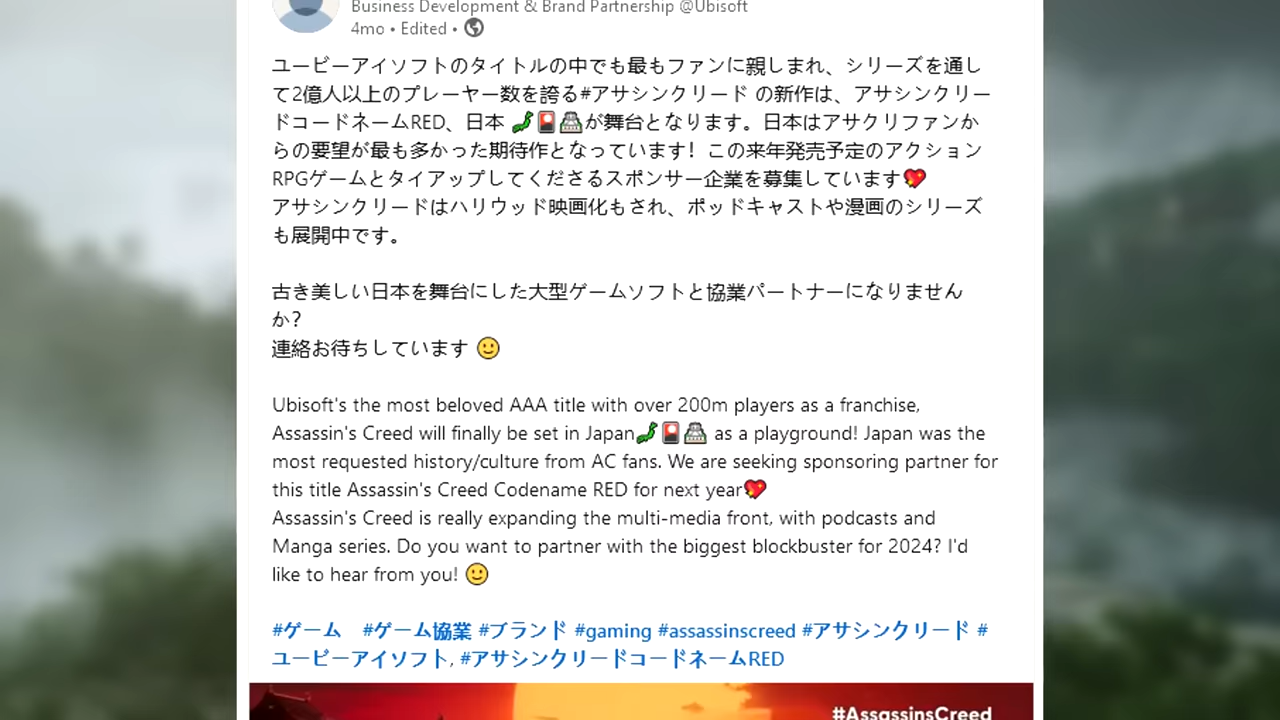 Business Development & Brand Partnership @Ubisoft
4mo • Edited •
ユービーアイソフトのタイトルの中でも最もファンに親しまれ、シリーズを通し
て2億人以上のプレーヤー数を誇る#アサシンクリード の新作は、アサシンクリー
ドコードネームRED、日本 🗾🎴🏯が舞台となります。日本はアサクリファンか
らの要望が最も多かった期待作となっています！この来年発売予定のアクション
RPGゲームとタイアップしてくださるスポンサー企業を募集しています💖
アサシンクリードはハリウッド映画化もされ、ポッドキャストや漫画のシリーズ
も展開中です。
古き美しい日本を舞台にした大型ゲームソフトと協業パートナーになりません
か？
連絡お待ちしています 🙂
Ubisoft's the most beloved AAA title with over 200m players as a franchise,
Assassin's Creed will finally be set in Japan🗾🎴🏯 as a playground! Japan was the
most requested history/culture from AC fans. We are seeking sponsoring partner for
this title Assassin's Creed Codename RED for next year💖
Assassin's Creed is really expanding the multi-media front, with podcasts and
Manga series. Do you want to partner with the biggest blockbuster for 2024? I'd
like to hear from you! 🙂
#ゲーム　#ゲーム協業 #ブランド #gaming #assassinscreed #アサシンクリード #
ユービーアイソフト, #アサシンクリードコードネームRED
#AssassinsCreed